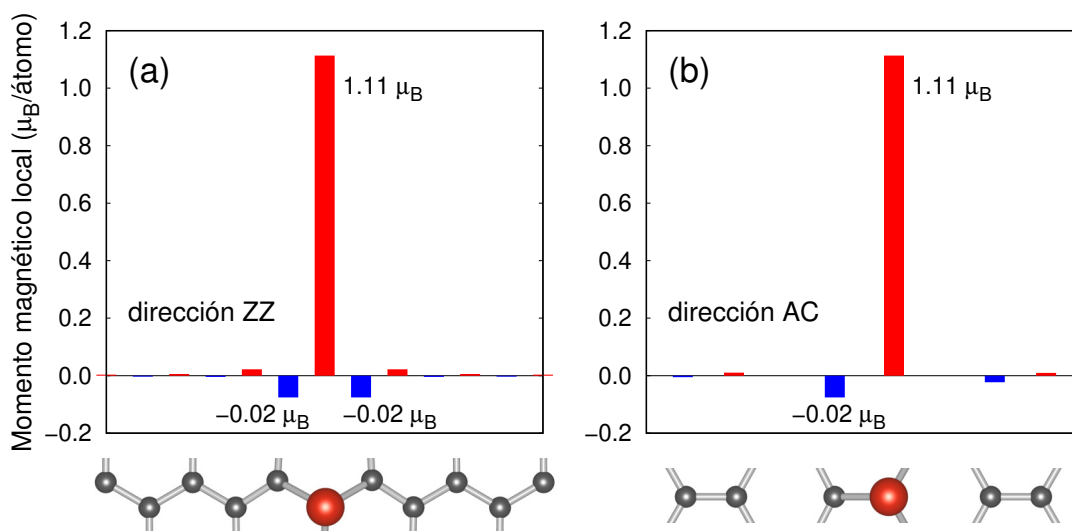 Momento magnético local (μB/átomo)
1.2
1.0
0.8
0.6
0.4
0.2
0.0
−0.2
(a)
1.11 μB
dirección ZZ
−0.02 μB
−0.02 μB
1.2
1.0
0.8
0.6
0.4
0.2
0.0
−0.2
(b)
1.11 μB
dirección AC
−0.02 μB